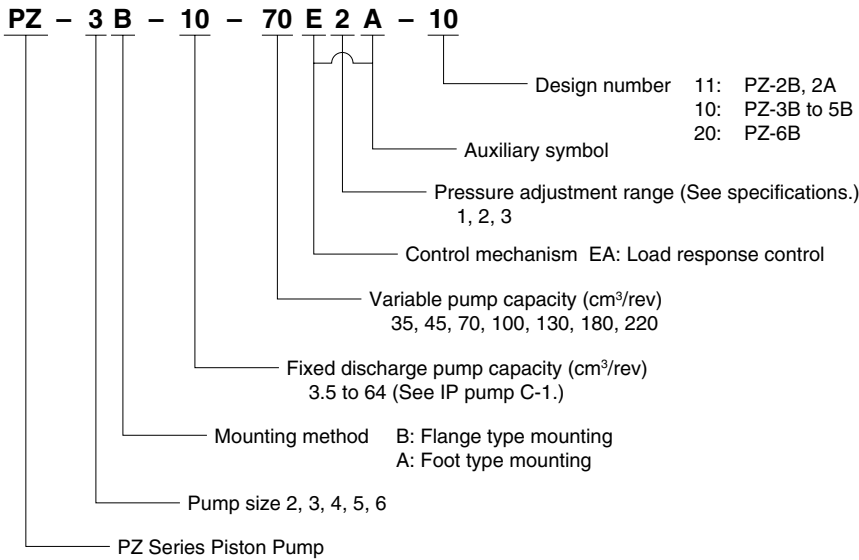 PZ – 3 B – 10 – 70 E 2 A – 10
Design number 11: PZ-2B, 2A
10: PZ-3B to 5B
20: PZ-6B
Auxiliary symbol
Pressure adjustment range (See specifications.)
1, 2, 3
Control mechanism EA: Load response control
Variable pump capacity (cm³/rev)
35, 45, 70, 100, 130, 180, 220
Fixed discharge pump capacity (cm³/rev)
3.5 to 64 (See IP pump C-1.)
Mounting method B: Flange type mounting
A: Foot type mounting
Pump size 2, 3, 4, 5, 6
PZ Series Piston Pump